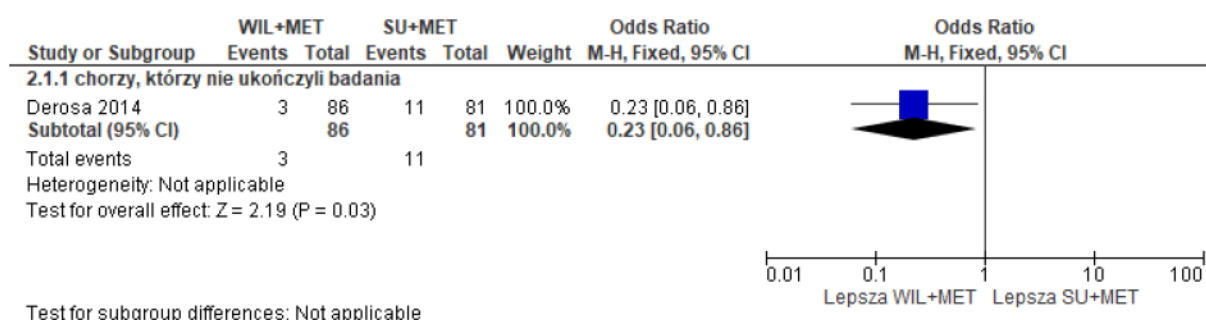 WIL+MET SU+MET Odds Ratio Odds Ratio
Study or Subgroup Events Total Events Total Weight M-H, Fixed, 95% CI M-H, Fixed, 95% CI
2.1.1 chorzy, którzy nie ukończyli badania
Derosa 2014 3 86 11 81 100.0% 0.23 [0.06, 0.86]
Subtotal (95% CI) 86 81 100.0% 0.23 [0.06, 0.86]
Total events 3 11
Heterogeneity: Not applicable
Test for overall effect: Z = 2.19 (P = 0.03)
0.01 0.1 1 10 100
Lepsza WIL+MET Lepsza SU+MET
Test for subgroup differences: Not applicable